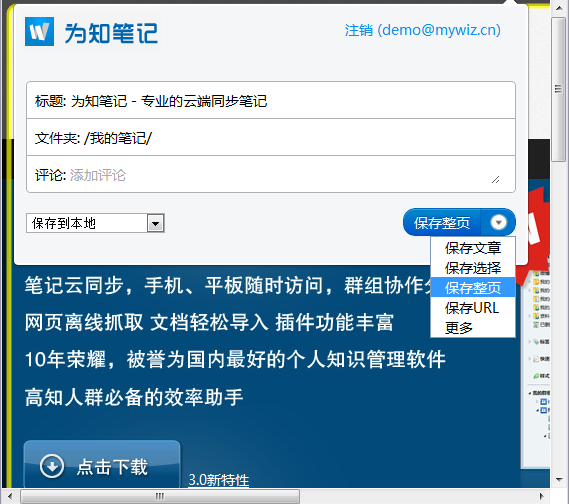 为知笔记
注销 (demo@mywiz.cn)
标题: 为知笔记 - 专业的云端同步笔记
文件夹: /我的笔记/
评论: 添加评论
保存到本地
保存整页
保存文章
保存选择
保存整页
保存URL
更多
笔记云同步，手机、平板随时访问，群组协作
网页离线抓取 文档轻松导入 插件功能丰富
10年荣耀，被誉为国内最好的个人知识管理软件
高知人群必备的效率助手
点击下载
3.0新特性